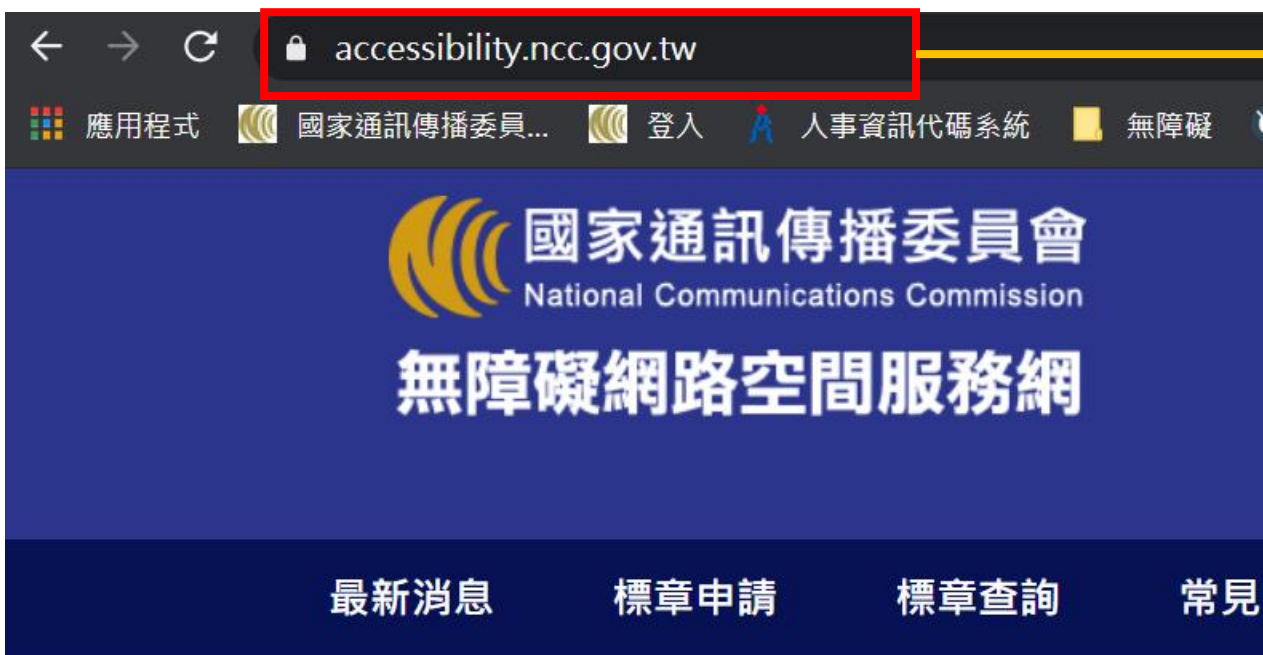 accessibility.ncc.gov.tw
應用程式 國家通訊傳播委員... 登入 人事資訊代碼系統 無障礙
國家通訊傳播委員會
National Communications Commission
無障礙網路空間服務網
最新消息 標章申請 標章查詢 常見